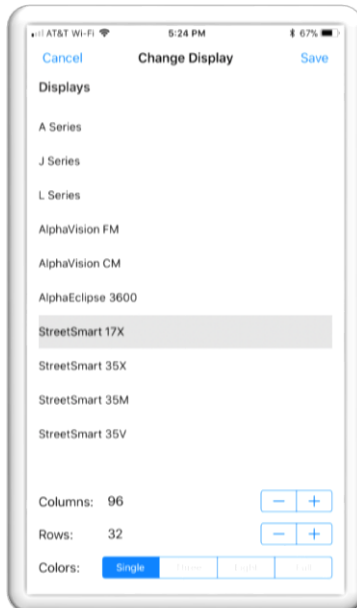 AT&T Wi-Fi 5:24 PM 67%
Cancel Change Display Save
Displays
A Series
J Series
L Series
AlphaVision FM
AlphaVision CM
AlphaEclipse 3600
StreetSmart 17X
StreetSmart 35X
StreetSmart 35M
StreetSmart 35V
Columns: 96 − +
Rows: 32 − +
Colors: Single